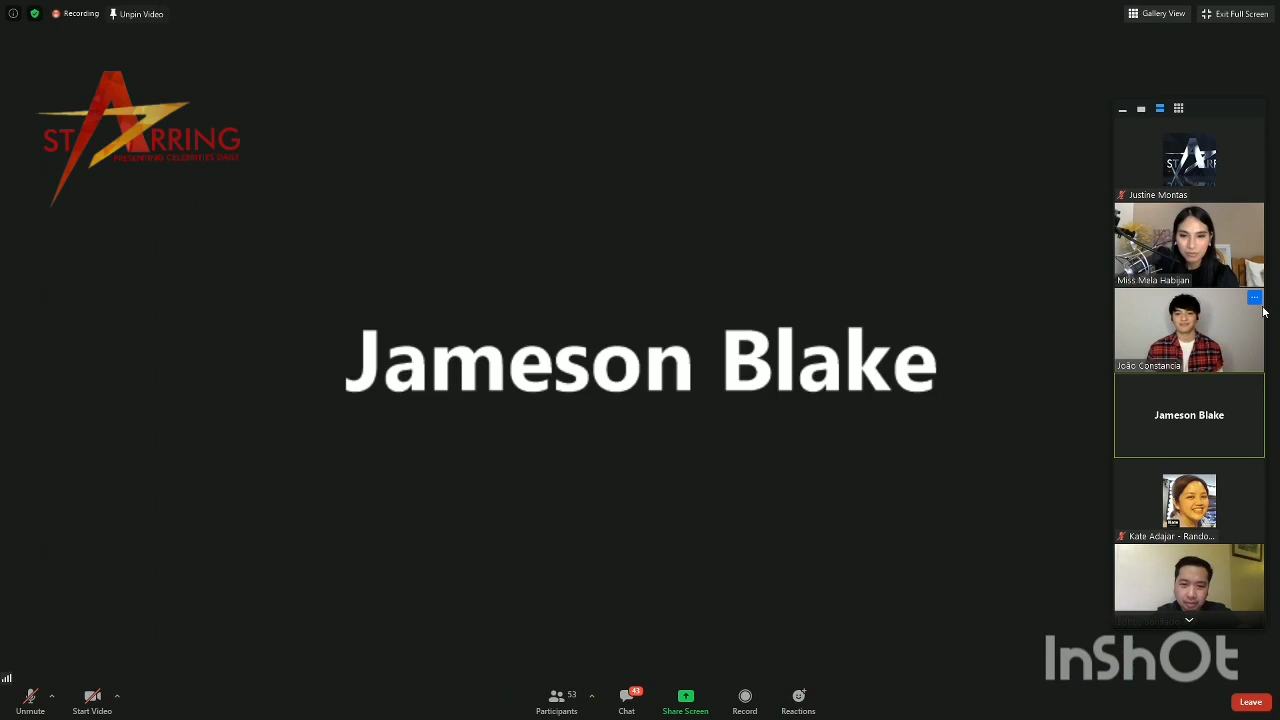 Recording
Unpin Video
Gallery View
Exit Full Screen
STARRING
PRESENTING CELEBRITIES DAILY
Justine Montas
Miss Mela Habijan
João Constancia
Jameson Blake
Jameson Blake
Kate
Kate Adajar - Rando...
InShOt
Unmute
Start Video
Participants
53
Chat
43
Share Screen
Record
Reactions
Leave